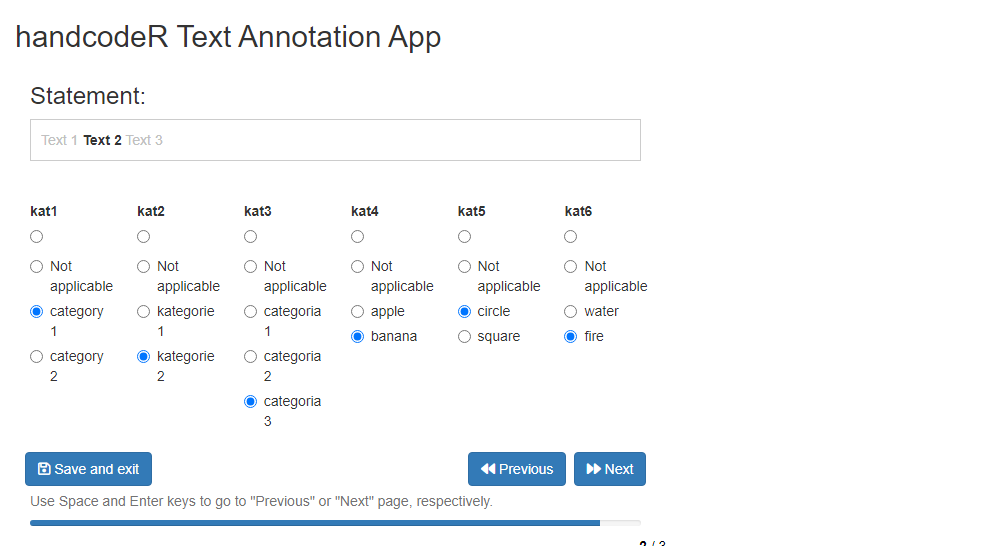 handcodeR Text Annotation App
Statement:
Text 1 Text 2 Text 3
kat1 kat2 kat3 kat4 kat5 kat6
Not applicable Not applicable Not applicable Not applicable Not applicable Not applicable
category 1 kategorie 1 categoria 1 apple circle water
category 2 kategorie 2 categoria 2 banana square fire
categoria 3
Save and exit Previous Next
Use Space and Enter keys to go to "Previous" or "Next" page, respectively.
2 / 3